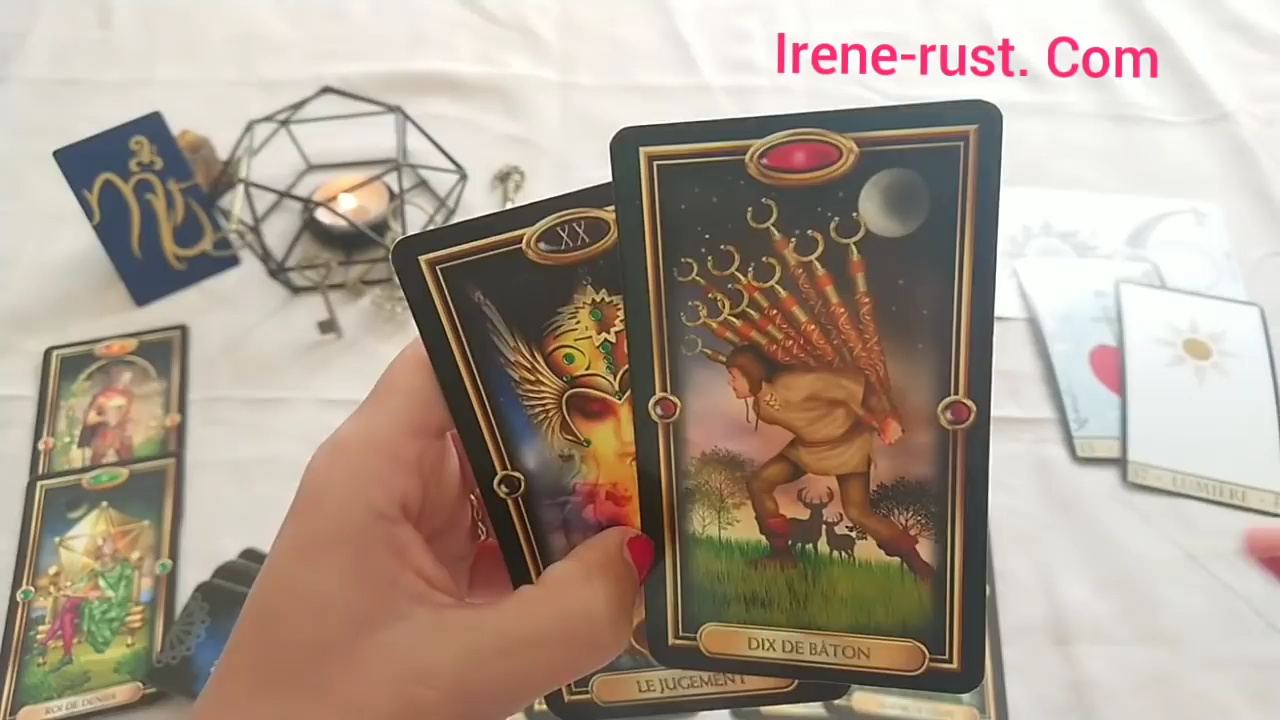 Irene-rust. Com
XX
DIX DE BÂTON
LE JUGEMENT
LUMIÈRE
ROI DE DENIER